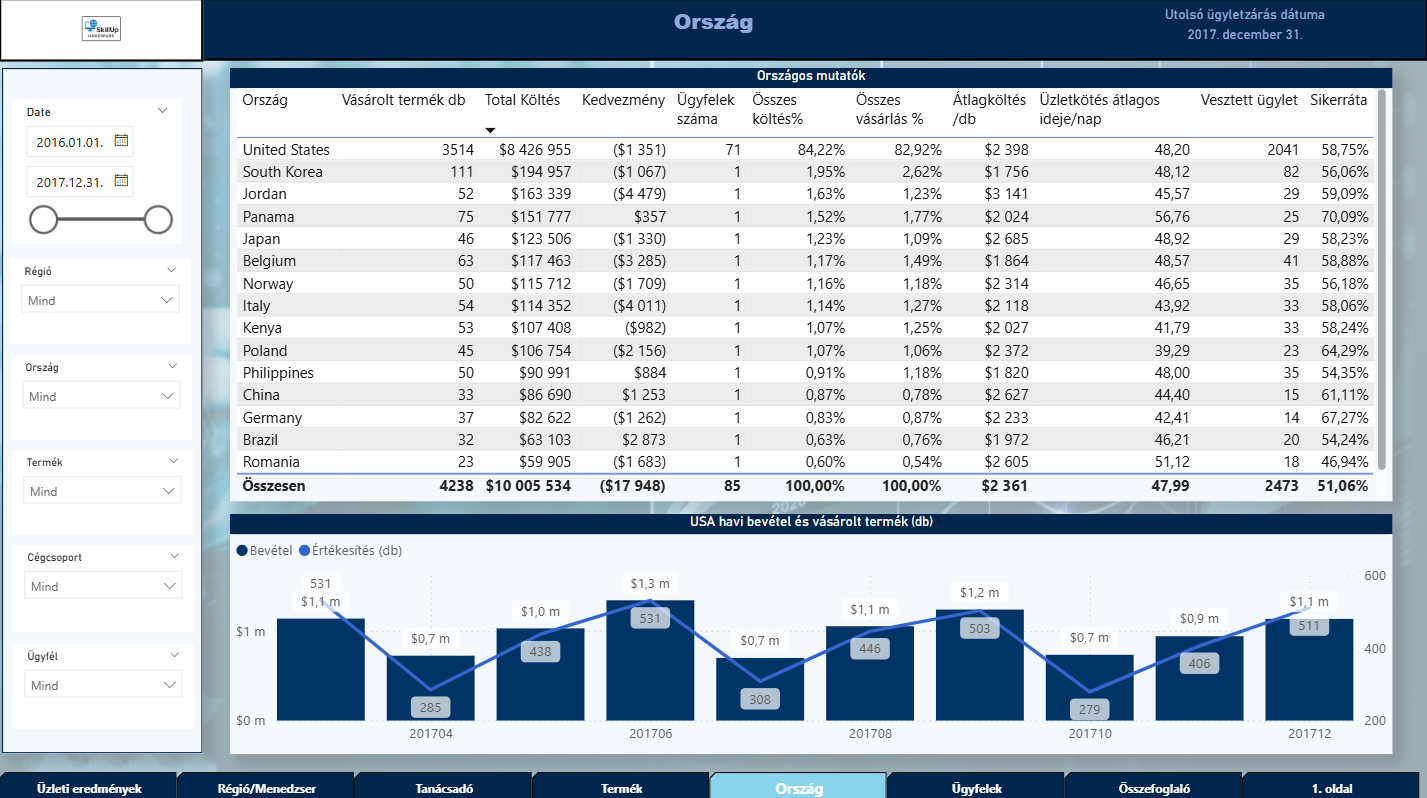 SkillUp
HARDWARE
Ország
Utolsó ügyletzárás dátuma
2017. december 31.
Date
2016.01.01.
2017.12.31.
Régió
Mind
Ország
Mind
Termék
Mind
Cégcsoport
Mind
Ügyfél
Mind
Országos mutatók
Ország Vásárolt termék db Total Költés Kedvezmény Ügyfelek száma Összes költés% Összes vásárlás % Átlagköltés /db Üzletkötés átlagos ideje/nap Vesztett ügylet Sikerráta
United States 3514 $8 426 955 ($1 351) 71 84,22% 82,92% $2 398 48,20 2041 58,75%
South Korea 111 $194 957 ($1 067) 1 1,95% 2,62% $1 756 48,12 82 56,06%
Jordan 52 $163 339 ($4 479) 1 1,63% 1,23% $3 141 45,57 29 59,09%
Panama 75 $151 777 $357 1 1,52% 1,77% $2 024 56,76 25 70,09%
Japan 46 $123 506 ($1 330) 1 1,23% 1,09% $2 685 48,92 29 58,23%
Belgium 63 $117 463 ($3 285) 1 1,17% 1,49% $1 864 48,57 41 58,88%
Norway 50 $115 712 ($1 709) 1 1,16% 1,18% $2 314 46,65 35 56,18%
Italy 54 $114 352 ($4 011) 1 1,14% 1,27% $2 118 43,92 33 58,06%
Kenya 53 $107 408 ($982) 1 1,07% 1,25% $2 027 41,79 33 58,24%
Poland 45 $106 754 ($2 156) 1 1,07% 1,06% $2 372 39,29 23 64,29%
Philippines 50 $90 991 $884 1 0,91% 1,18% $1 820 48,00 35 54,35%
China 33 $86 690 $1 253 1 0,87% 0,78% $2 627 44,40 15 61,11%
Germany 37 $82 622 ($1 262) 1 0,83% 0,87% $2 233 42,41 14 67,27%
Brazil 32 $63 103 $2 873 1 0,63% 0,76% $1 972 46,21 20 54,24%
Romania 23 $59 905 ($1 683) 1 0,60% 0,54% $2 605 51,12 18 46,94%
Összesen 4238 $10 005 534 ($17 948) 85 100,00% 100,00% $2 361 47,99 2473 51,06%
USA havi bevétel és vásárolt termék (db)
Bevétel Értékesítés (db)
$1 m
$0 m
600
400
200
531
$1,1 m
$0,7 m
285
$1,0 m
438
$1,3 m
531
$0,7 m
308
$1,1 m
446
$1,2 m
503
$0,7 m
279
$0,9 m
406
$1,1 m
511
201704 201706 201708 201710 201712
Üzleti eredmények Régió/Menedzser Tanácsadó Termék Ország Ügyfelek Összefoglaló 1. oldal